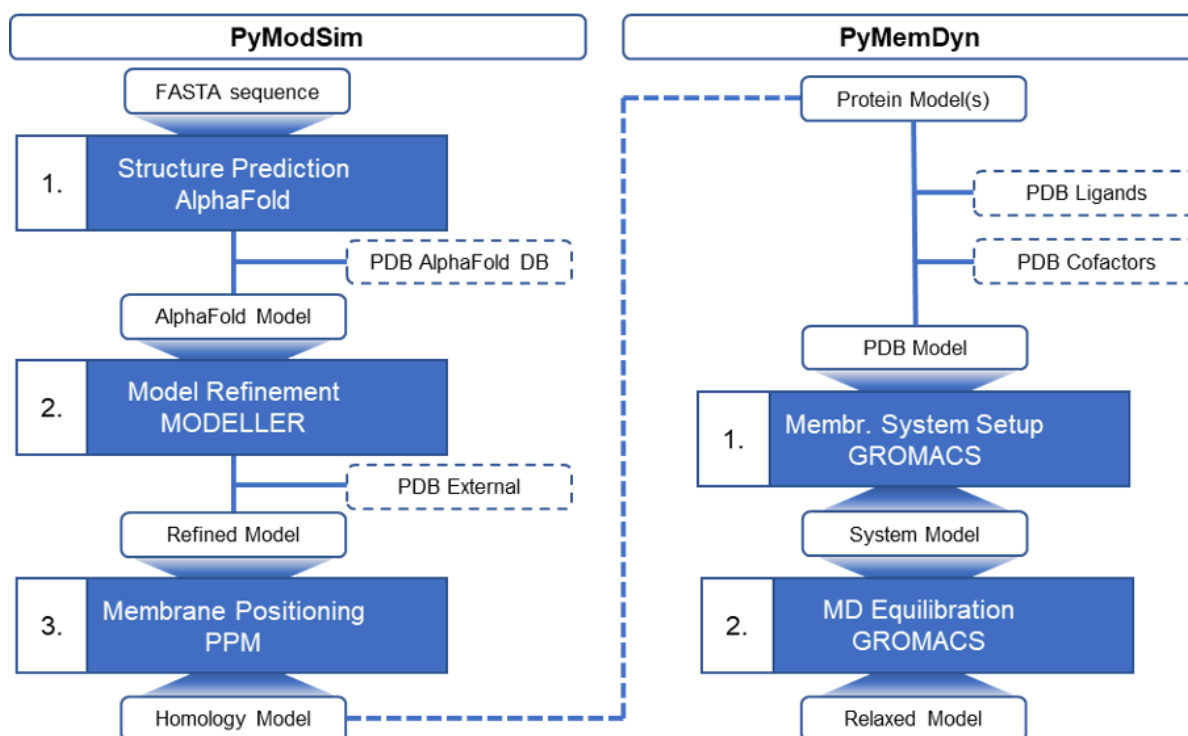 PyModSim
FASTA sequence
1.
Structure Prediction
AlphaFold
PDB AlphaFold DB
AlphaFold Model
2.
Model Refinement
MODELLER
PDB External
Refined Model
3.
Membrane Positioning
PPM
Homology Model
PyMemDyn
Protein Model(s)
PDB Ligands
PDB Cofactors
PDB Model
1.
Membr. System Setup
GROMACS
System Model
2.
MD Equilibration
GROMACS
Relaxed Model